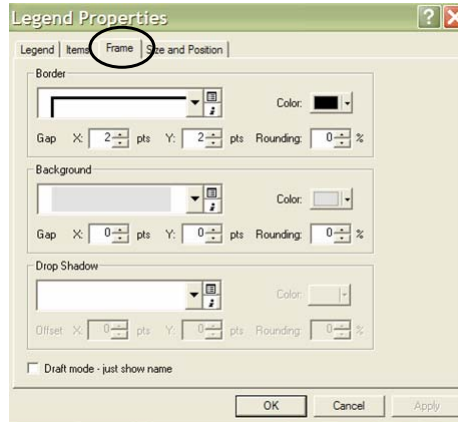 Legend Properties
Legend Items Frame Size and Position
Border
Color:
Gap X: 2 pts Y: 2 pts Rounding: 0 %
Background
Color:
Gap X: 0 pts Y: 0 pts Rounding: 0 %
Drop Shadow
Color:
Offset X: 0 pts Y: 0 pts Rounding: 0 %
Draft mode - just show name
OK Cancel Apply